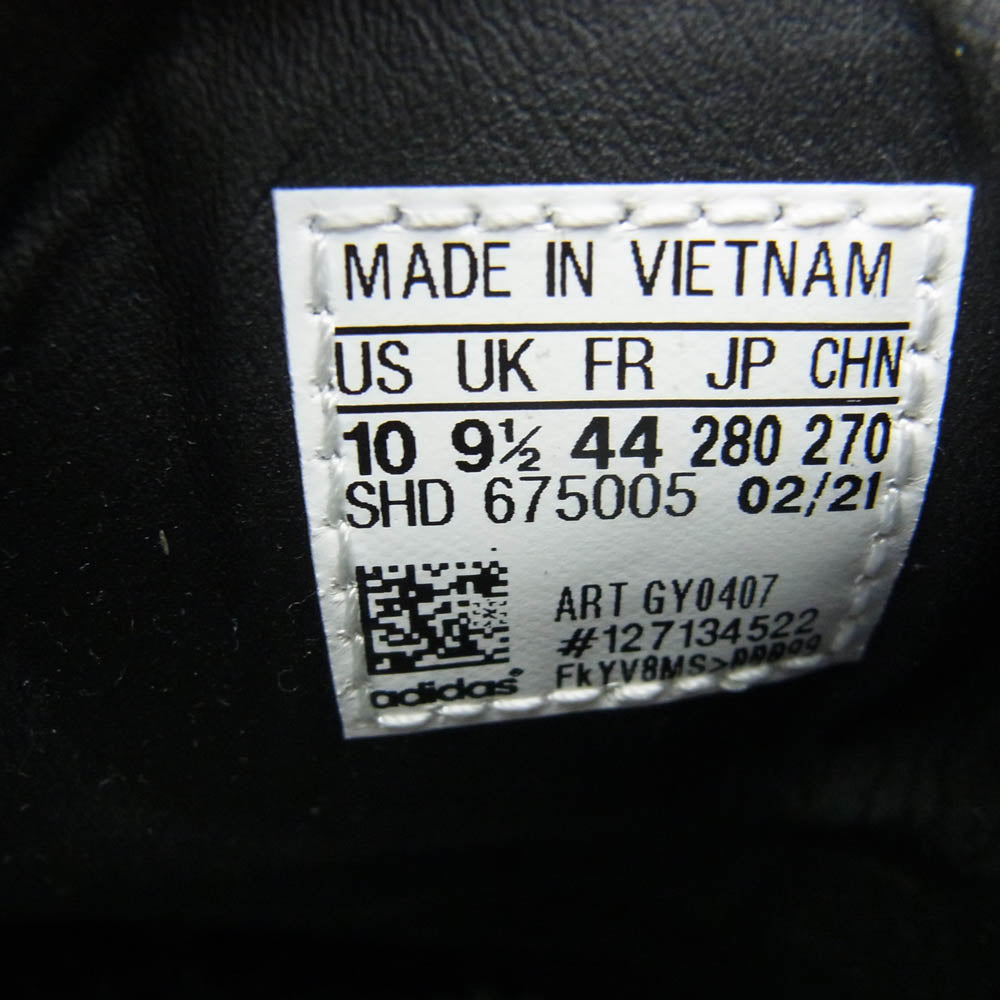 MADE IN VIETNAM
US UK FR JP CHN
10 9½ 44 280 270
SHD 675005 02/21
ART GY0407
#127134522
adidas